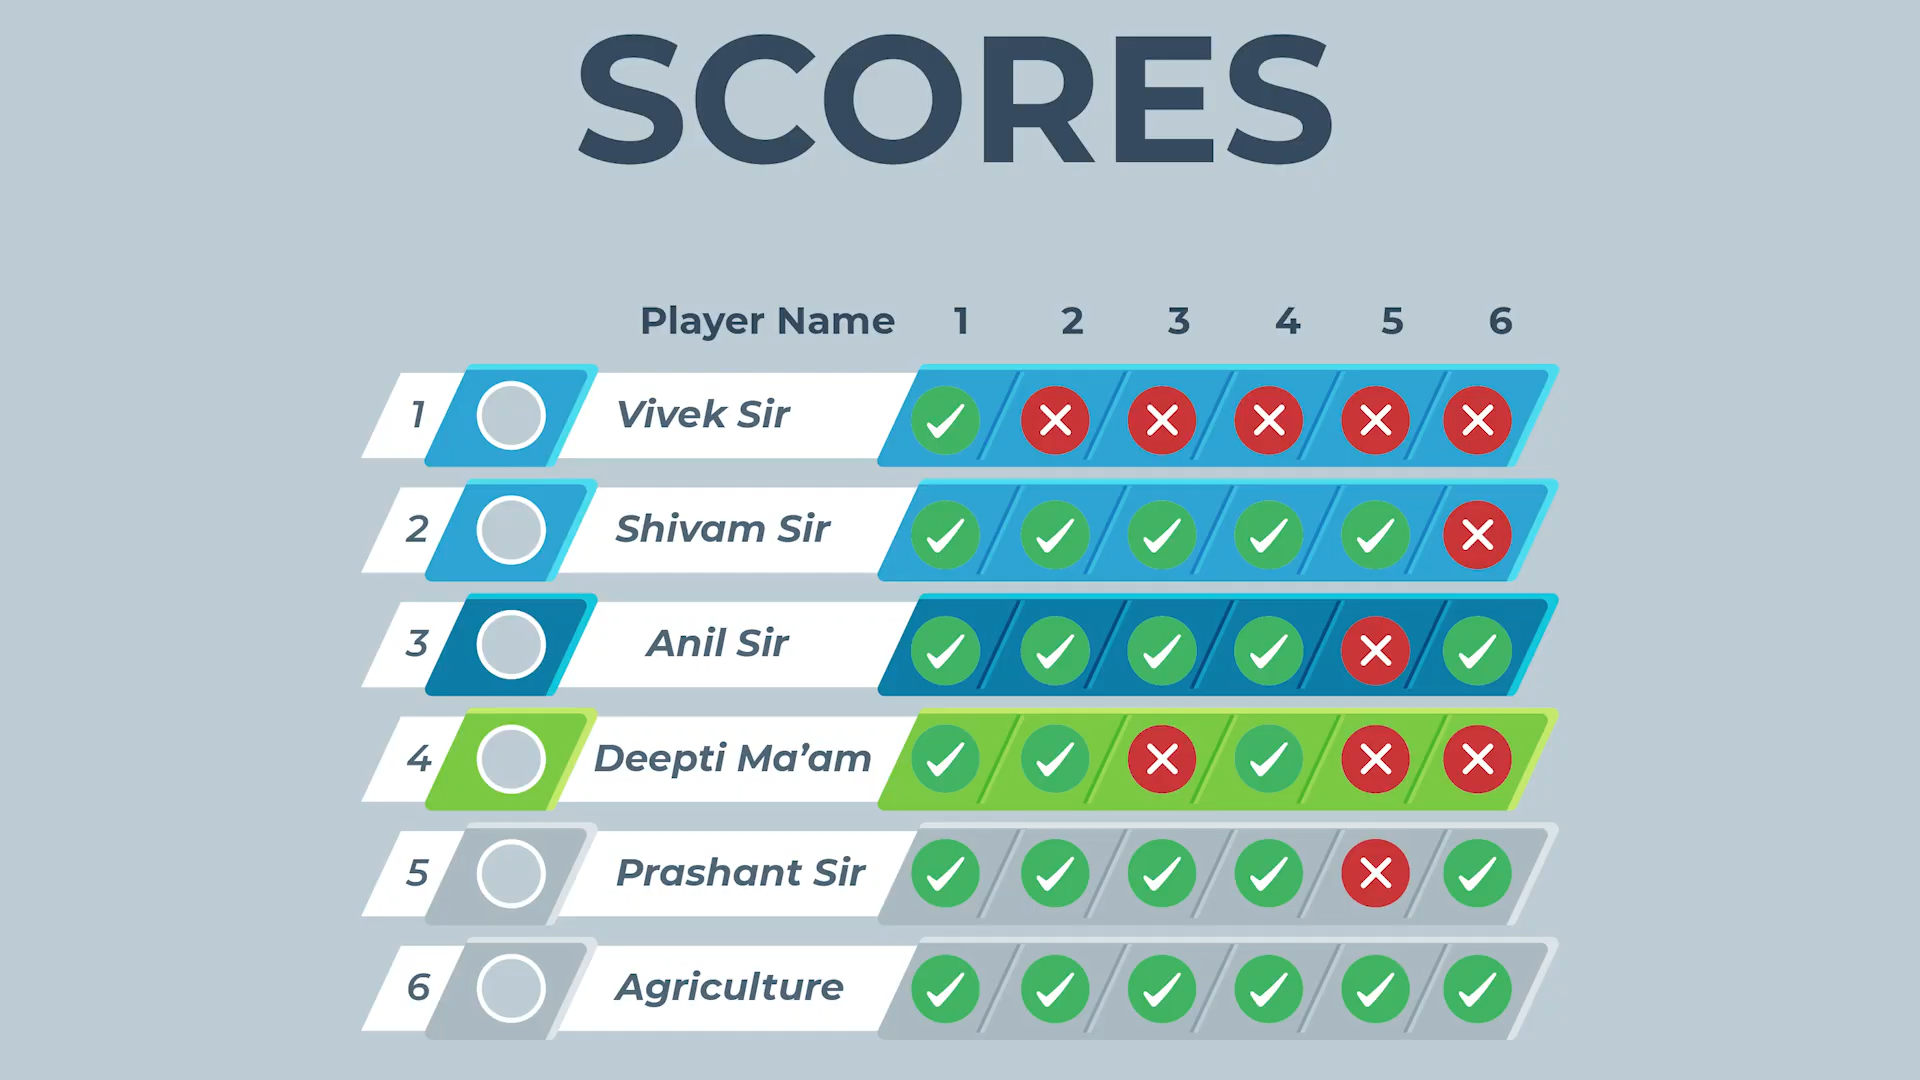 SCORES
Player Name 1 2 3 4 5 6
1 Vivek Sir
2 Shivam Sir
3 Anil Sir
4 Deepti Ma’am
5 Prashant Sir
6 Agriculture